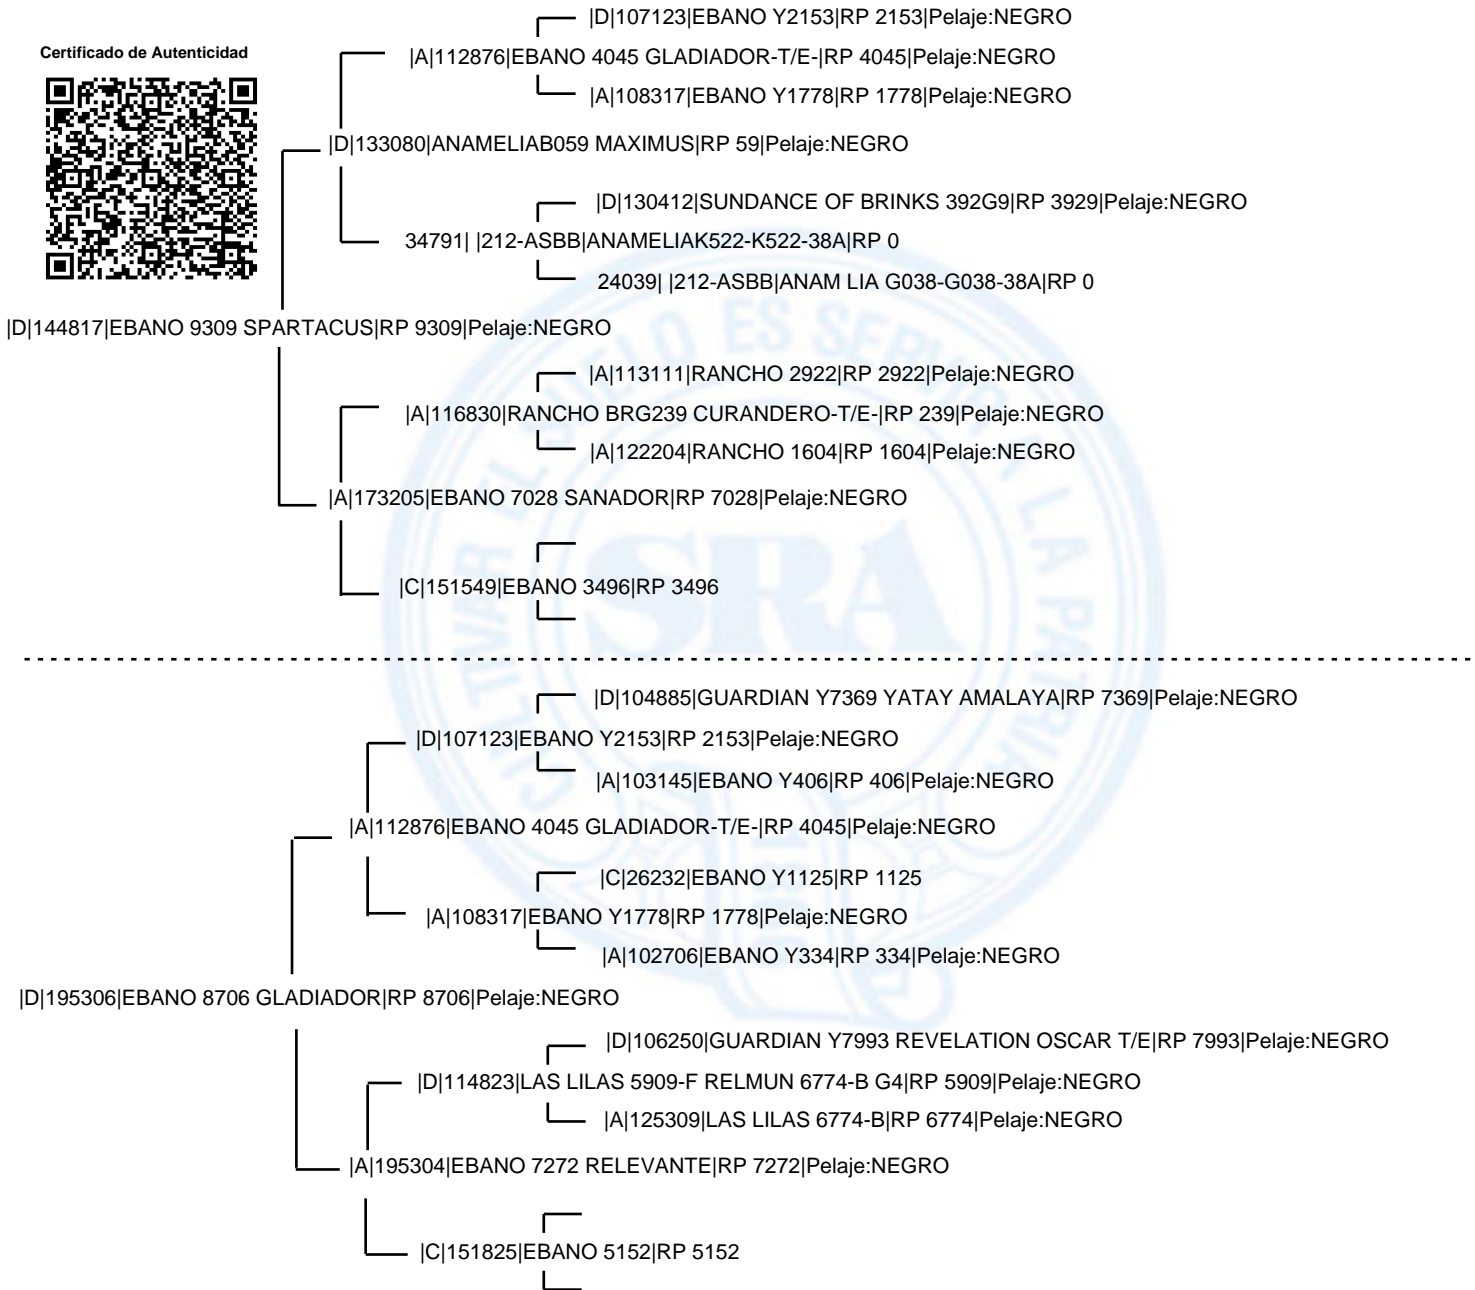 |D|107123|EBANO Y2153|RP 2153|Pelaje:NEGRO
Certificado de Autenticidad
|A|112876|EBANO 4045 GLADIADOR-T/E-|RP 4045|Pelaje:NEGRO
|A|108317|EBANO Y1778|RP 1778|Pelaje:NEGRO
|D|133080|ANAMELIAB059 MAXIMUS|RP 59|Pelaje:NEGRO
|D|130412|SUNDANCE OF BRINKS 392G9|RP 3929|Pelaje:NEGRO
34791| |212-ASBB|ANAMELIAK522-K522-38A|RP 0
24039| |212-ASBB|ANAM LIA G038-G038-38A|RP 0
|D|144817|EBANO 9309 SPARTACUS|RP 9309|Pelaje:NEGRO
|A|113111|RANCHO 2922|RP 2922|Pelaje:NEGRO
|A|116830|RANCHO BRG239 CURANDERO-T/E-|RP 239|Pelaje:NEGRO
|A|122204|RANCHO 1604|RP 1604|Pelaje:NEGRO
|A|173205|EBANO 7028 SANADOR|RP 7028|Pelaje:NEGRO
|C|151549|EBANO 3496|RP 3496
CULTIVAR EL SUELO ES SERVIR A LA PATRIA
SRA
1866
|D|104885|GUARDIAN Y7369 YATAY AMALAYA|RP 7369|Pelaje:NEGRO
|D|107123|EBANO Y2153|RP 2153|Pelaje:NEGRO
|A|103145|EBANO Y406|RP 406|Pelaje:NEGRO
|A|112876|EBANO 4045 GLADIADOR-T/E-|RP 4045|Pelaje:NEGRO
|C|26232|EBANO Y1125|RP 1125
|A|108317|EBANO Y1778|RP 1778|Pelaje:NEGRO
|A|102706|EBANO Y334|RP 334|Pelaje:NEGRO
|D|195306|EBANO 8706 GLADIADOR|RP 8706|Pelaje:NEGRO
|D|106250|GUARDIAN Y7993 REVELATION OSCAR T/E|RP 7993|Pelaje:NEGRO
|D|114823|LAS LILAS 5909-F RELMUN 6774-B G4|RP 5909|Pelaje:NEGRO
|A|125309|LAS LILAS 6774-B|RP 6774|Pelaje:NEGRO
|A|195304|EBANO 7272 RELEVANTE|RP 7272|Pelaje:NEGRO
|C|151825|EBANO 5152|RP 5152